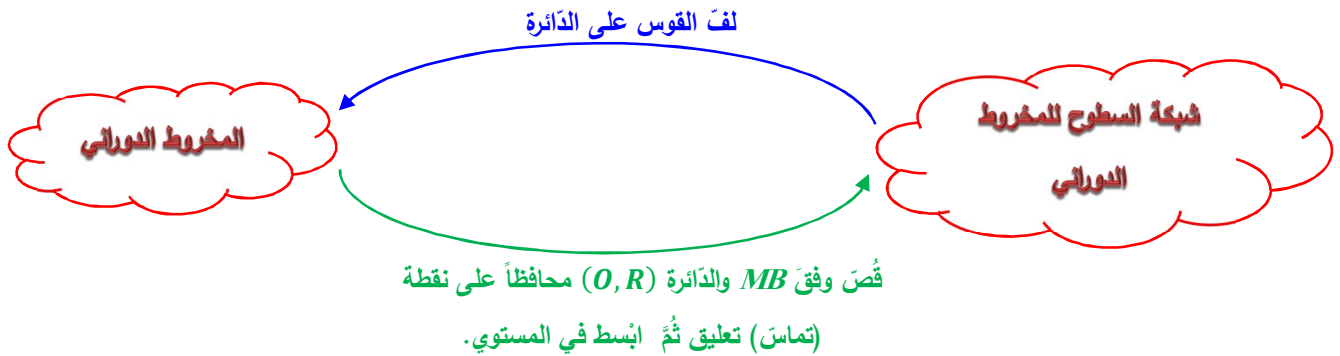 لفّ القوس على الدّائرة
شبكة السطوح للمخروط
الدوراني
المخروط الدوراني
قُصّ وفقَ MB والدّائرة (O, R) محافظاً على نقطة
(تماسّ) تعليق ثُمَّ ابْسط في المستوي.